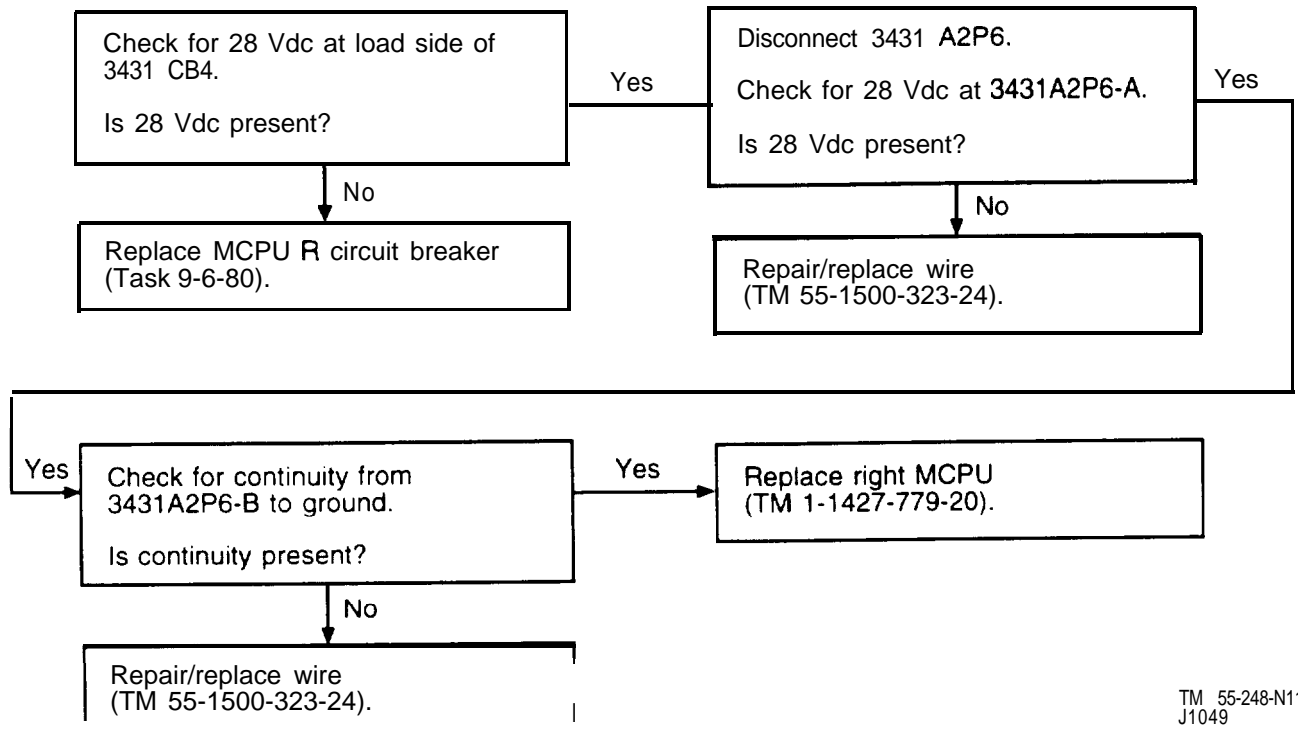 Check for 28 Vdc at load side of
3431 CB4.
Is 28 Vdc present?
Yes
Disconnect 3431 A2P6.
Check for 28 Vdc at 3431A2P6-A.
Is 28 Vdc present?
Yes
No
Replace MCPU R circuit breaker
(Task 9-6-80).
No
Repair/replace wire
(TM 55-1500-323-24).
Yes
Check for continuity from
3431A2P6-B to ground.
Is continuity present?
Yes
Replace right MCPU
(TM 1-1427-779-20).
No
Repair/replace wire
(TM 55-1500-323-24).
TM 55-248-N11
J1049